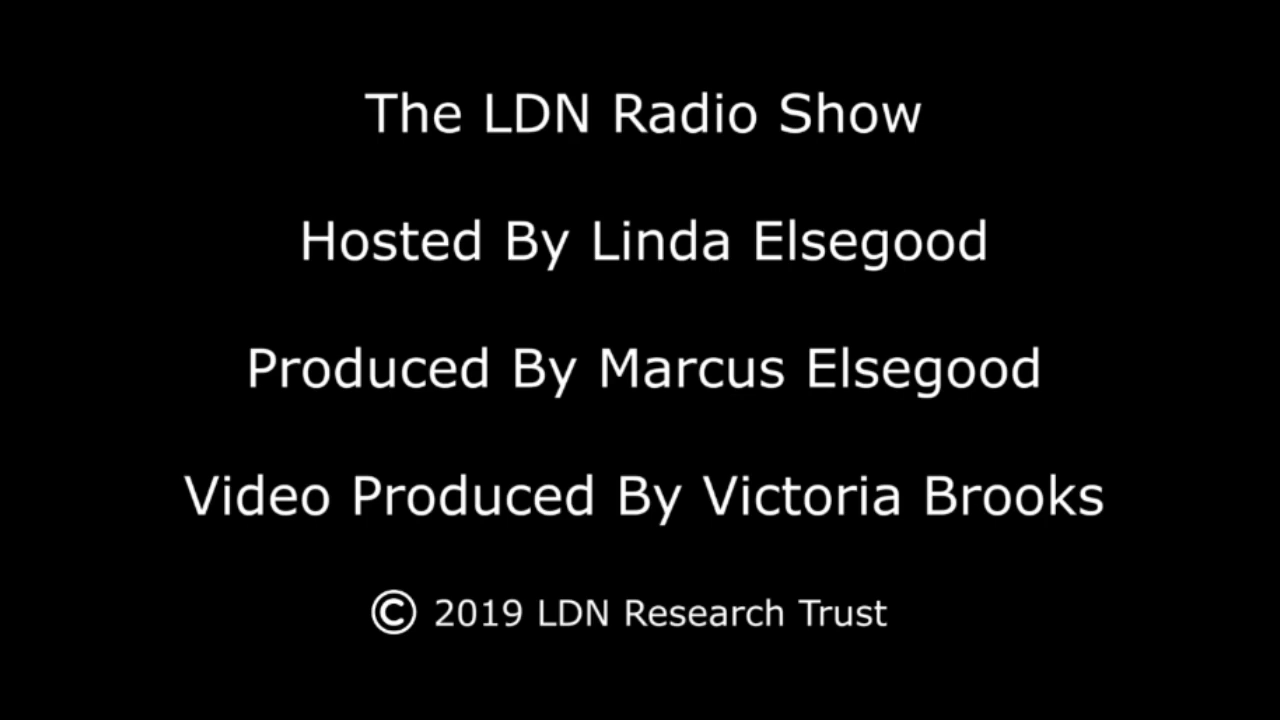 The LDN Radio Show
Hosted By Linda Elsegood
Produced By Marcus Elsegood
Video Produced By Victoria Brooks
© 2019 LDN Research Trust